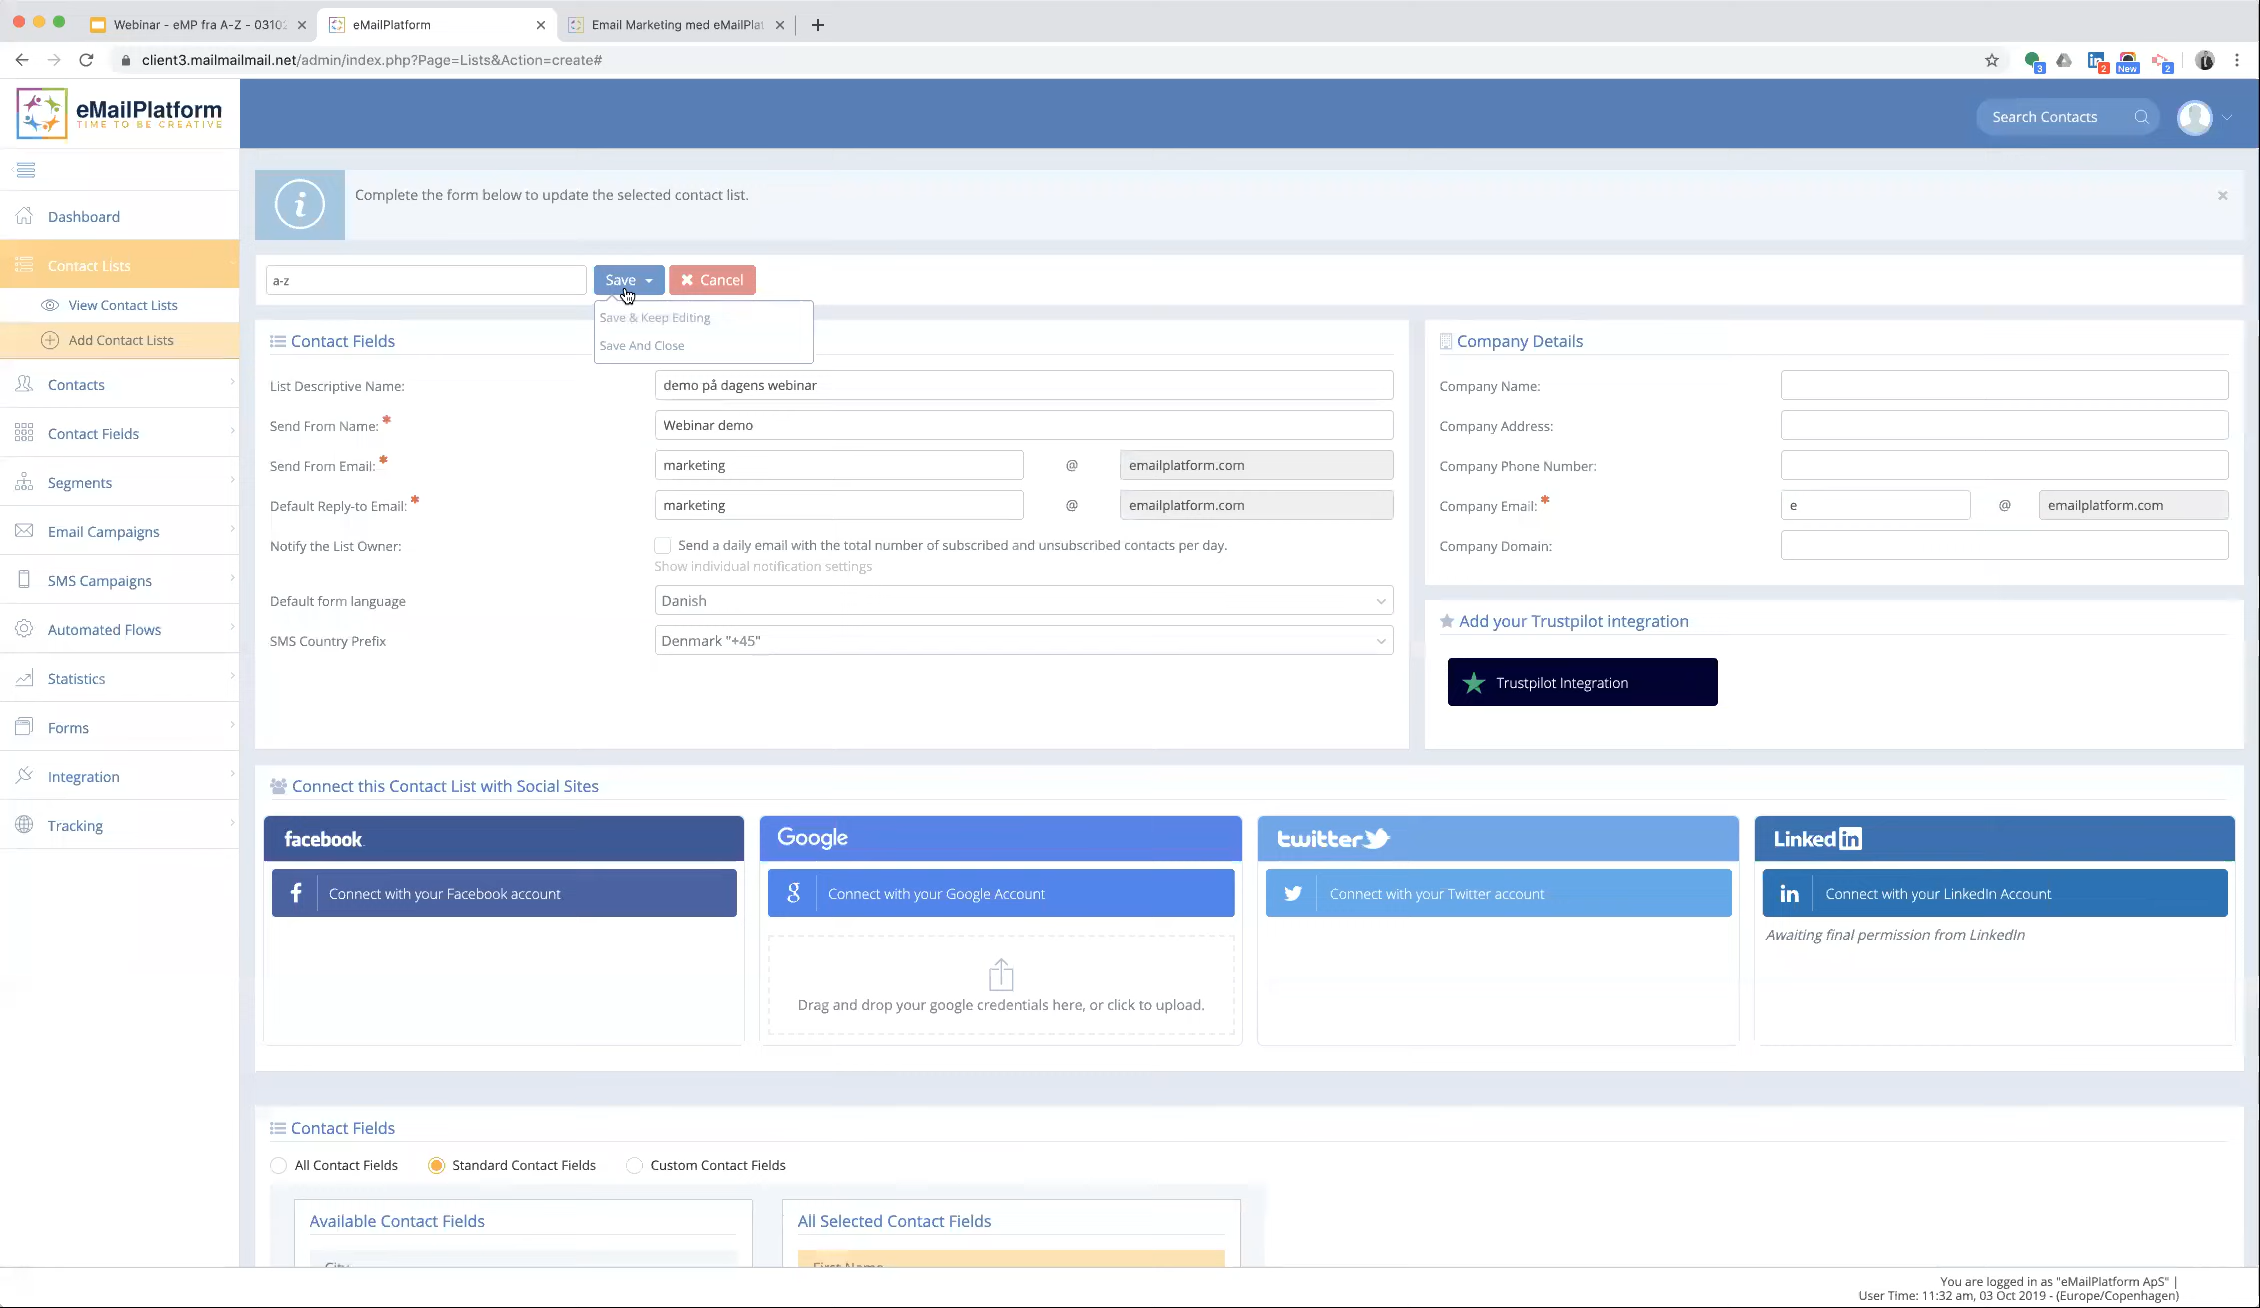 Webinar - eMP fra A-Z - 0310
eMailPlatform
Email Marketing med eMailPlat
client3.mailmailmail.net/admin/index.php?Page=Lists&Action=create#
3
2
New
2
eMailPlatform
TIME TO BE CREATIVE
Search Contacts
Complete the form below to update the selected contact list.
Dashboard
Contact Lists
View Contact Lists
Add Contact Lists
Contacts
Contact Fields
Segments
Email Campaigns
SMS Campaigns
Automated Flows
Statistics
Forms
Integration
Tracking
a-z
Save
Cancel
Save & Keep Editing
Save And Close
Contact Fields
List Descriptive Name:
demo på dagens webinar
Send From Name: *
Webinar demo
Send From Email: *
marketing @ emailplatform.com
Default Reply-to Email: *
marketing @ emailplatform.com
Notify the List Owner:
Send a daily email with the total number of subscribed and unsubscribed contacts per day.
Show individual notification settings
Default form language
Danish
SMS Country Prefix
Denmark "+45"
Company Details
Company Name:
Company Address:
Company Phone Number:
Company Email: *
e @ emailplatform.com
Company Domain:
Add your Trustpilot integration
Trustpilot Integration
Connect this Contact List with Social Sites
facebook
Connect with your Facebook account
Google
Connect with your Google Account
Drag and drop your google credentials here, or click to upload.
twitter
Connect with your Twitter account
Linked in
Connect with your LinkedIn Account
Awaiting final permission from LinkedIn
Contact Fields
All Contact Fields
Standard Contact Fields
Custom Contact Fields
Available Contact Fields
City
All Selected Contact Fields
First Name
You are logged in as "eMailPlatform ApS" |
User Time: 11:32 am, 03 Oct 2019 - (Europe/Copenhagen)